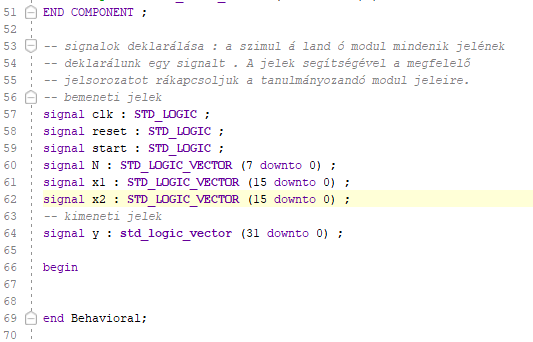 51 END COMPONENT ;
52
53 -- signalok deklarálása : a szimul á land ó modul mindenik jelének
54 -- deklarálunk egy signalt . A jelek segítségével a megfelelő
55 -- jelsorozatot rákapcsoljuk a tanulmányozandó modul jeleire.
56 -- bemeneti jelek
57 signal clk : STD_LOGIC ;
58 signal reset : STD_LOGIC ;
59 signal start : STD_LOGIC ;
60 signal N : STD_LOGIC_VECTOR (7 downto 0) ;
61 signal x1 : STD_LOGIC_VECTOR (15 downto 0) ;
62 signal x2 : STD_LOGIC_VECTOR (15 downto 0) ;
63 -- kimeneti jelek
64 signal y : std_logic_vector (31 downto 0) ;
65
66 begin
67
68
69 end Behavioral;
70